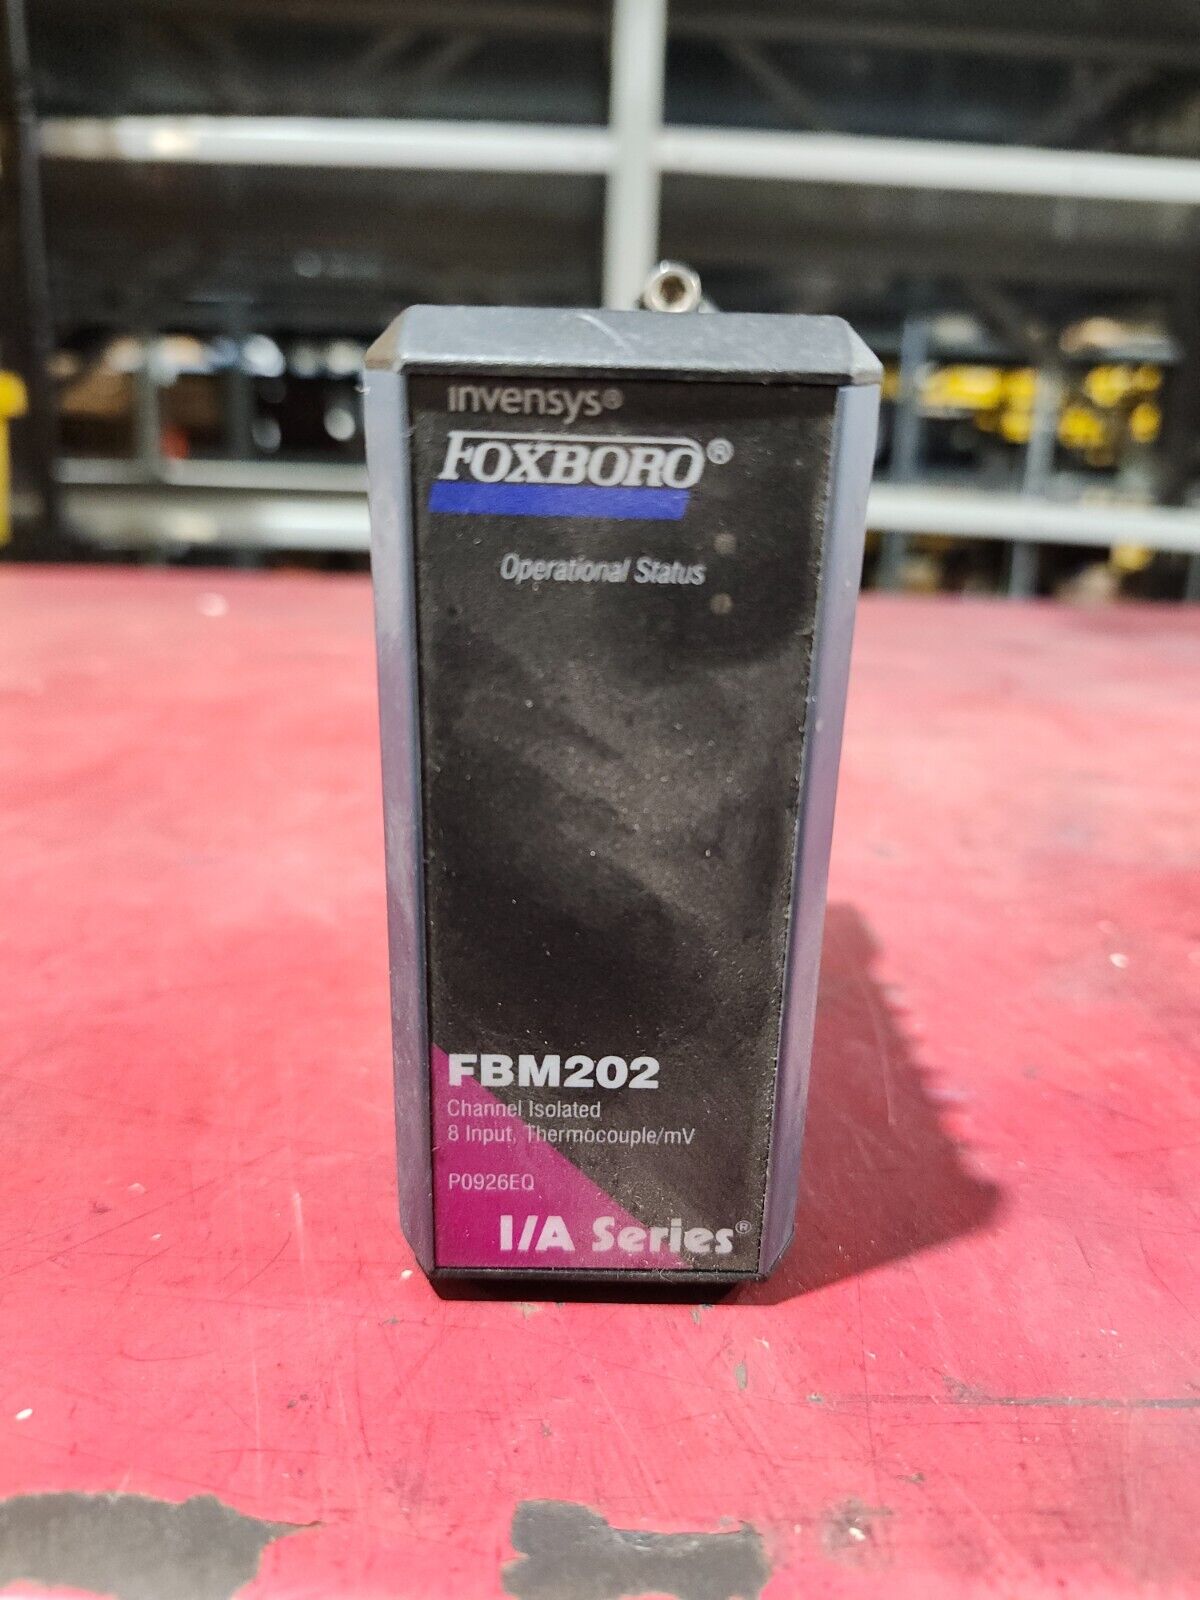 invensys®
FOXBORO®
Operational Status
FBM202
Channel Isolated
8 Input, Thermocouple/mV
P0926EQ
I/A Series®